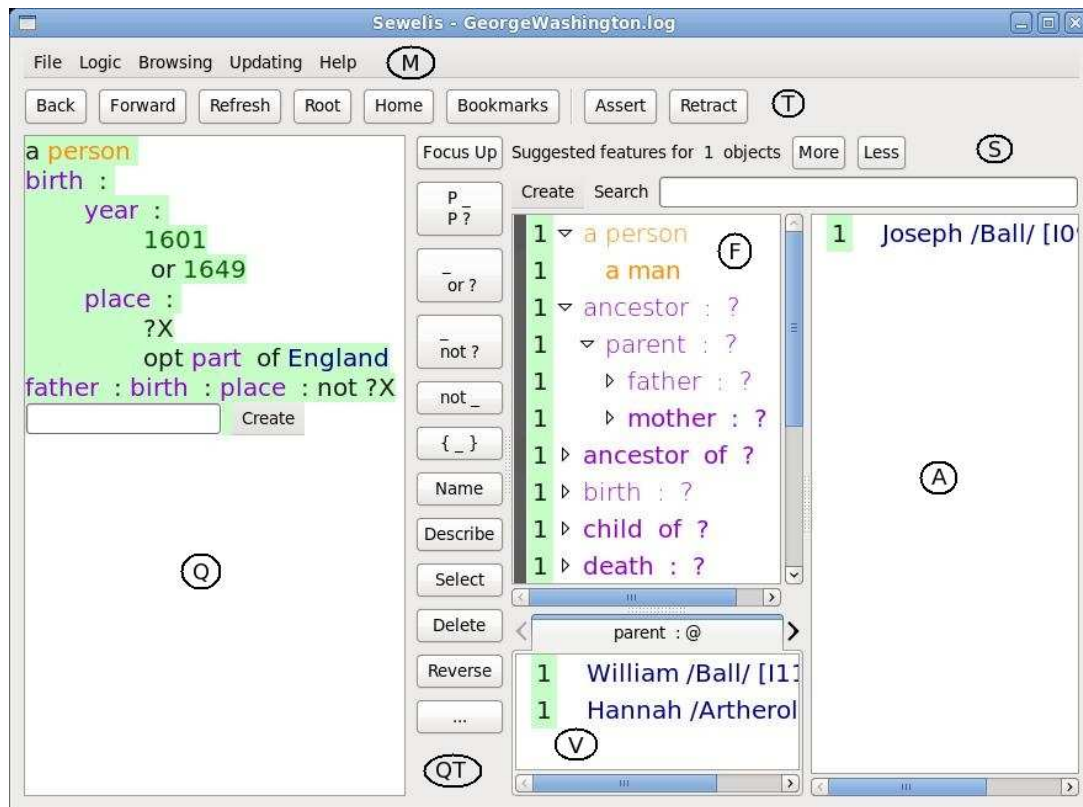 Sewelis - GeorgeWashington.log
File Logic Browsing Updating Help M
Back Forward Refresh Root Home Bookmarks Assert Retract T
a person
birth :
year :
1601
or 1649
place :
?X
opt part of England
father : birth : place : not ?X
Create
Q
Focus Up
P _
P ?
_
or ?
_
not ?
not _
{ _ }
Name
Describe
Select
Delete
Reverse
...
QT
Suggested features for 1 objects More Less S
Create Search
1 a person F
1 a man
1 ancestor : ?
1 parent : ?
1 father : ?
1 mother : ?
1 ancestor of ?
1 birth : ?
1 child of ?
1 death : ?
parent : @
1 William /Ball/ [I11
1 Hannah /Artherol
V
1 Joseph /Ball/ [I0
A